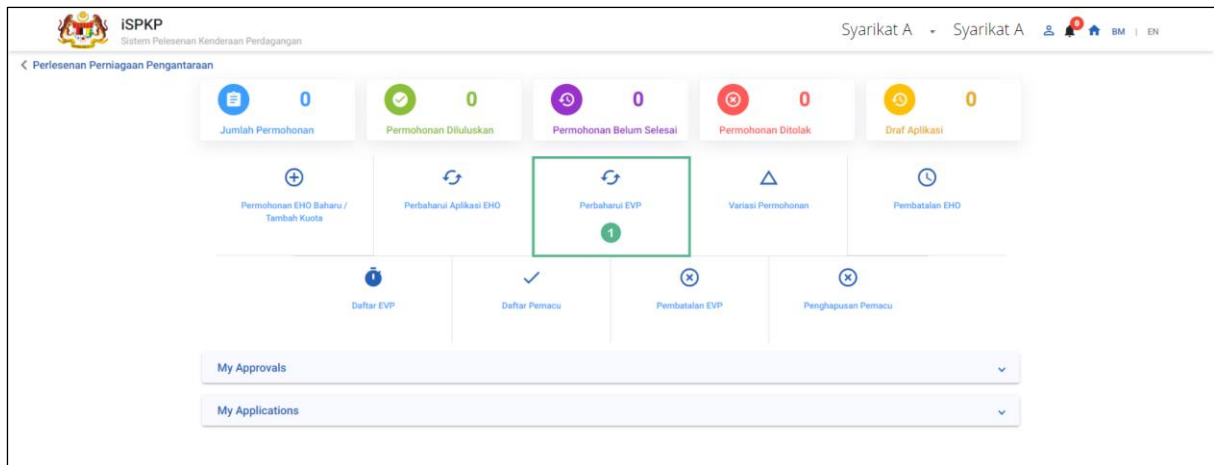 iSPKP
Sistem Pelesenan Kenderaan Perdagangan
Syarikat A Syarikat A 0 BM | EN
Perlesenan Perniagaan Pengantaraan
0 0 0 0 0
Jumlah Permohonan Permohonan Diluluskan Permohonan Belum Selesai Permohonan Ditolak Draf Aplikasi
Permohonan EHO Baharu / Perbaharui Aplikasi EHO Perbaharui EVP Variasi Permohonan Pembatalan EHO
Tambah Kuota
1
Daftar EVP Daftar Pemacu Pembatalan EVP Penghapusan Pemacu
My Approvals
My Applications